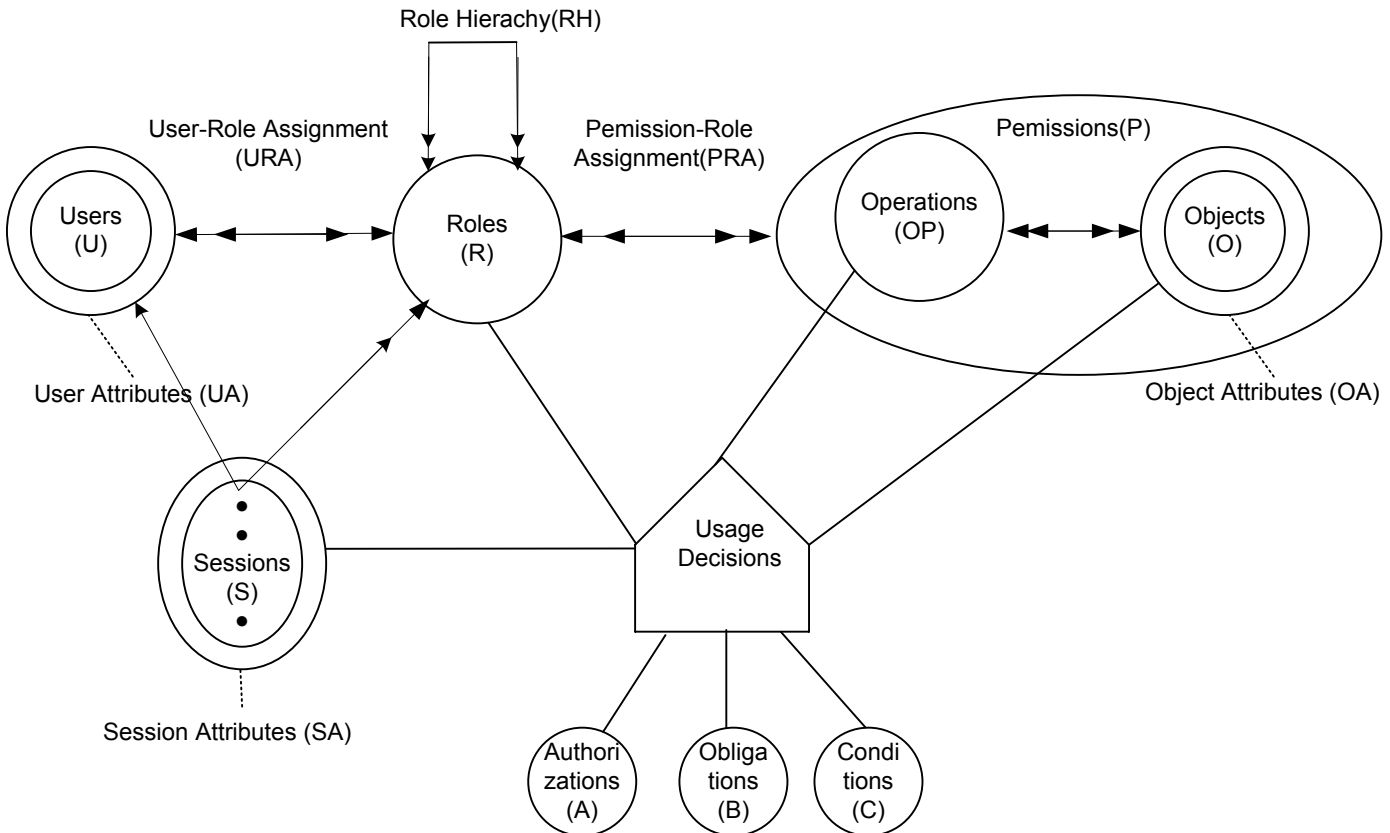 Role Hierachy(RH)
User-Role Assignment
(URA)
Pemission-Role
Assignment(PRA)
Pemissions(P)
Users
(U)
Roles
(R)
Operations
(OP)
Objects
(O)
User Attributes (UA)
Object Attributes (OA)
Usage
Decisions
Sessions
(S)
Session Attributes (SA)
Authori
zations
(A)
Obliga
tions
(B)
Condi
tions
(C)